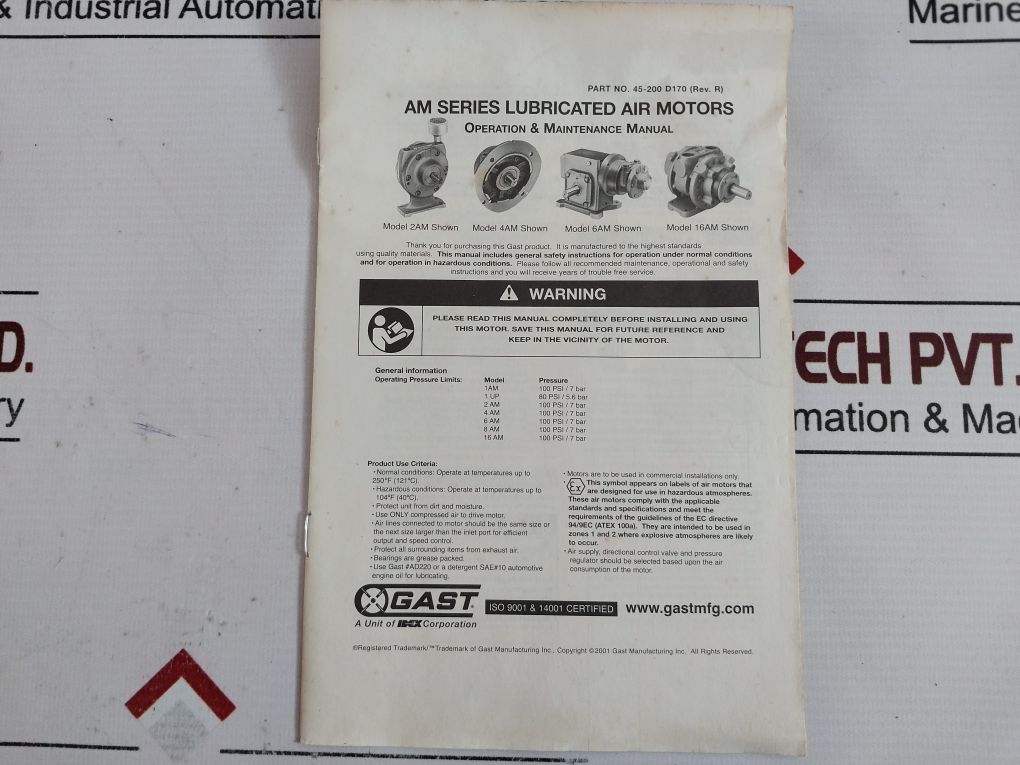 & Industrial Automati
Marine
PART NO. 45-200 D170 (Rev. R)
AM SERIES LUBRICATED AIR MOTORS
OPERATION & MAINTENANCE MANUAL
Model 2AM Shown
Model 4AM Shown
Model 6AM Shown
Model 16AM Shown
Thank you for purchasing this Gast product. It is manufactured to the highest standards
using quality materials. This manual includes general safety instructions for operation under normal conditions
and for operation in hazardous conditions. Please follow all recommended maintenance, operational and safety
instructions and you will receive years of trouble free service.
WARNING
PLEASE READ THIS MANUAL COMPLETELY BEFORE INSTALLING AND USING
THIS MOTOR. SAVE THIS MANUAL FOR FUTURE REFERENCE AND
KEEP IN THE VICINITY OF THE MOTOR.
D.
ry
ECH PVT.
mation & Ma
General information
Operating Pressure Limits: Model Pressure
1AM 100 PSI / 7 bar
1 UP 80 PSI / 5.6 bar
2 AM 100 PSI / 7 bar
4 AM 100 PSI / 7 bar
6 AM 100 PSI / 7 bar
8 AM 100 PSI / 7 bar
16 AM 100 PSI / 7 bar
Product Use Criteria:
• Normal conditions: Operate at temperatures up to
250°F (121°C).
• Hazardous conditions: Operate at temperatures up to
104°F (40°C).
• Protect unit from dirt and moisture.
• Use ONLY compressed air to drive motor.
• Air lines connected to motor should be the same size or
the next size larger than the inlet port for efficient
output and speed control.
• Protect all surrounding items from exhaust air.
• Bearings are grease packed.
• Use Gast #AD220 or a detergent SAE#10 automotive
engine oil for lubricating.
• Motors are to be used in commercial installations only.
• Ex This symbol appears on labels of air motors that
are designed for use in hazardous atmospheres.
These air motors comply with the applicable
standards and specifications and meet the
requirements of the guidelines of the EC directive
94/9EC (ATEX 100a). They are intended to be used in
zones 1 and 2 where explosive atmospheres are likely
to occur.
• Air supply, directional control valve and pressure
regulator should be selected based upon the air
consumption of the motor.
GAST®
A Unit of IDEX Corporation
ISO 9001 & 14001 CERTIFIED
www.gastmfg.com
®Registered Trademark/™Trademark of Gast Manufacturing Inc., Copyright ©2001 Gast Manufacturing Inc. All Rights Reserved.